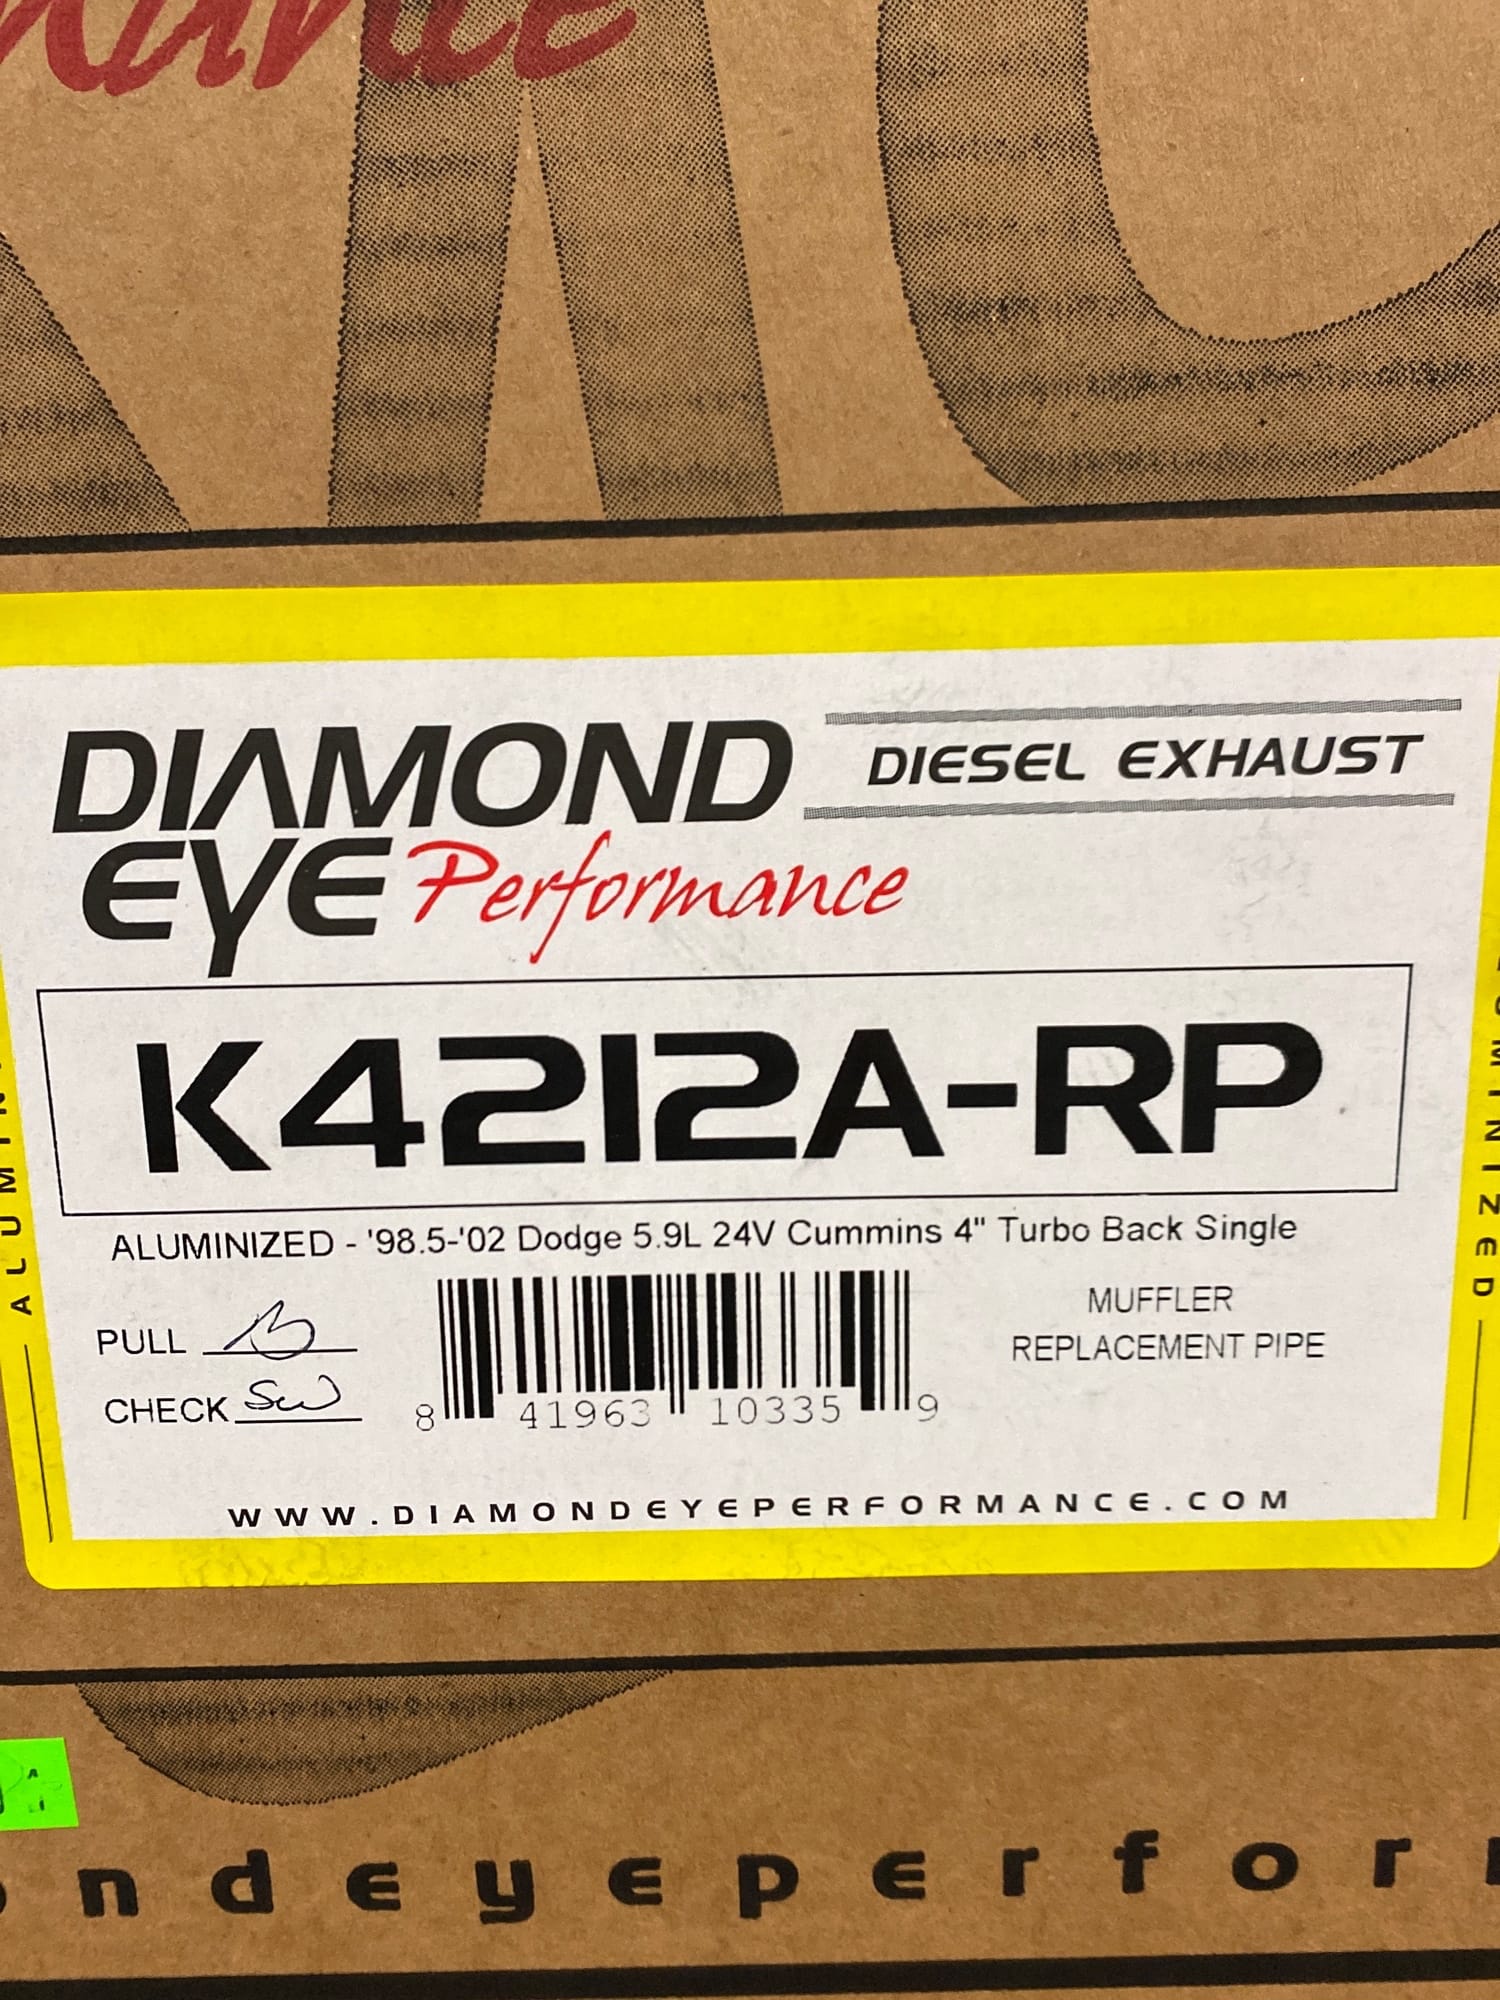 DIAMOND
EYE Performance
DIESEL EXHAUST
K4212A-RP
ALUMINIZED - '98.5-'02 Dodge 5.9L 24V Cummins 4" Turbo Back Single
MUFFLER
REPLACEMENT PIPE
PULL
CHECK SW
8 41963 10335 9
WWW.DIAMONDEYEPERFORMANCE.COM
ndeyeperfor